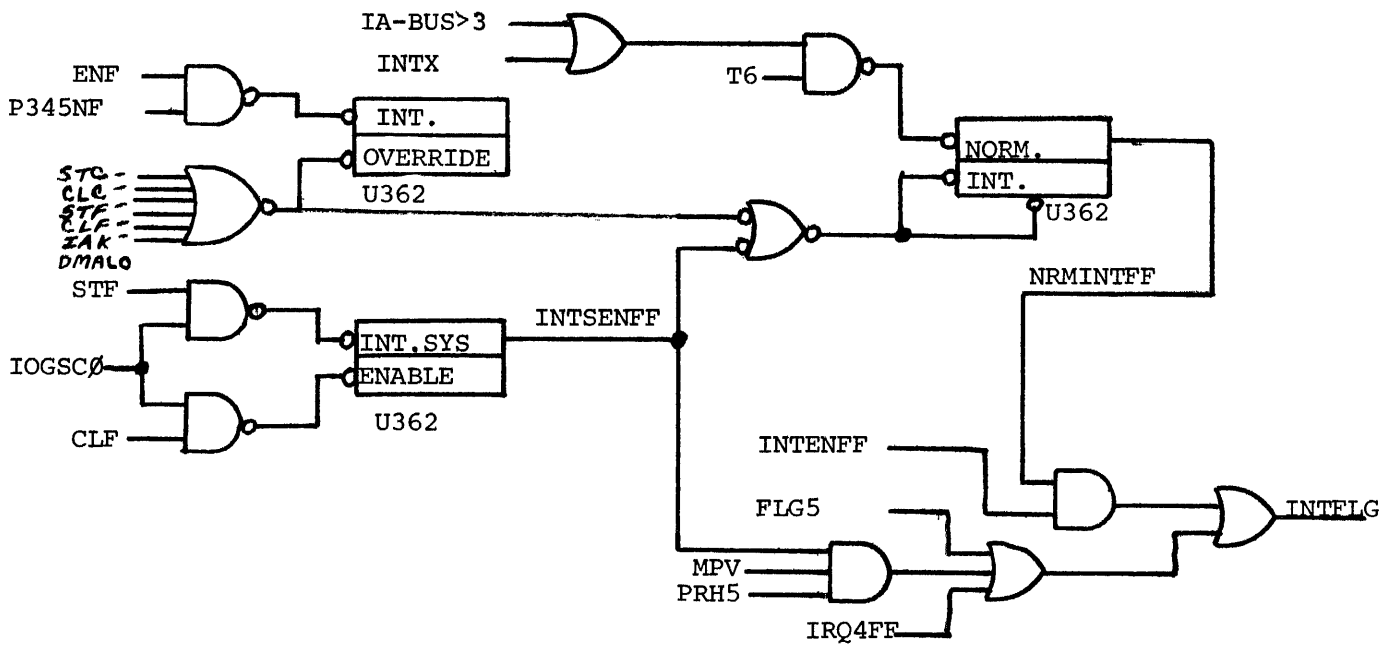 IA-BUS>3
INTX
ENF
P345NF
T6
INT.
OVERRIDE
U362
NORM.
INT.
U362
STC-
CLC-
STF-
CLF-
IAK-
DMALO
STF
IOGSCØ
CLF
INT.SYS
ENABLE
U362
INTSENFF
NRMINTFF
INTENFF
FLG5
MPV
PRH5
IRQ4FF
INTFLG